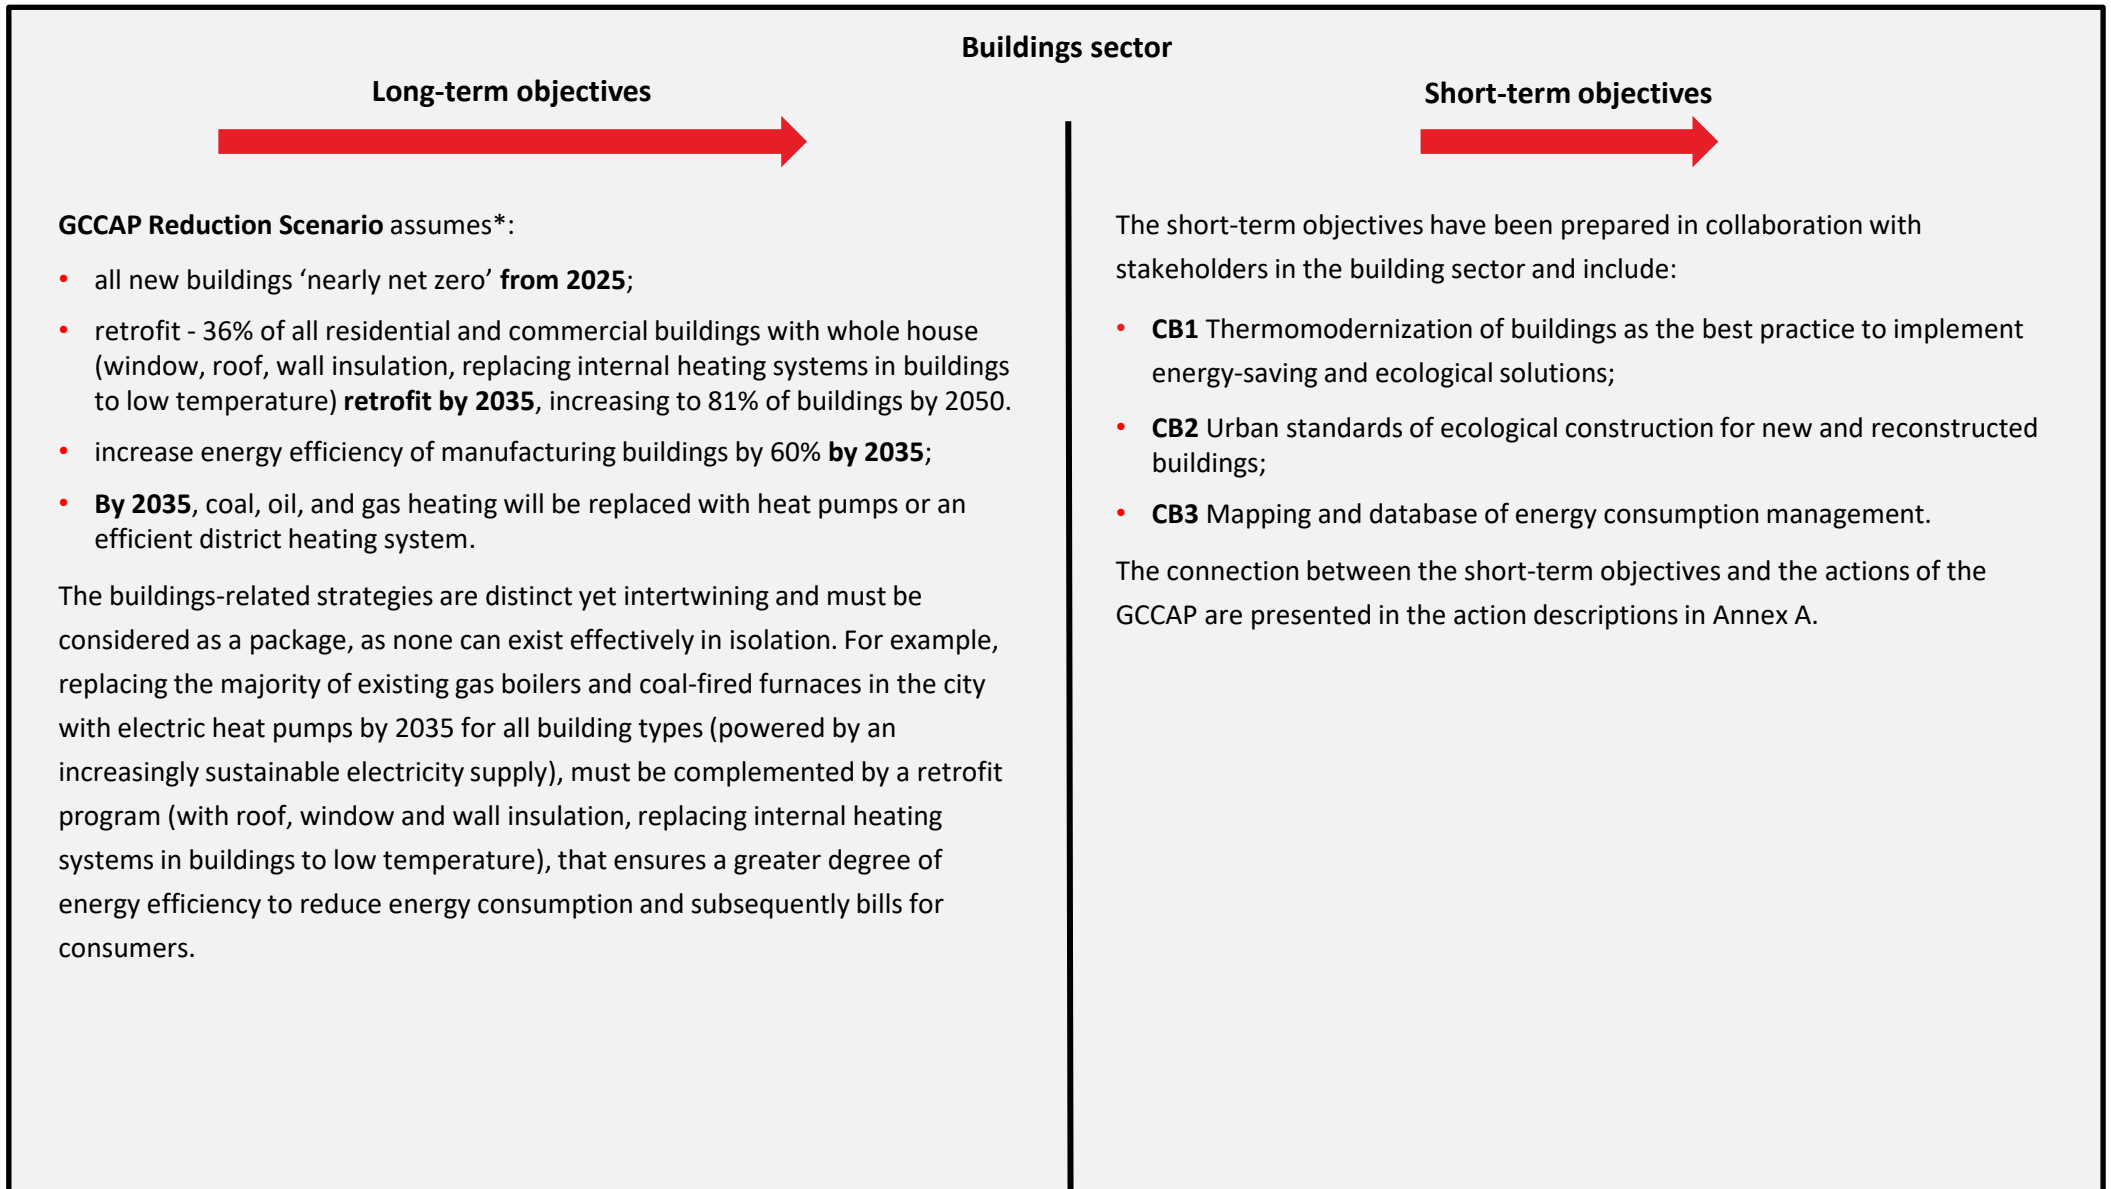 Buildings sector
Long-term objectives
GCCAP Reduction Scenario assumes*:
• all new buildings ‘nearly net zero’ from 2025;
• retrofit - 36% of all residential and commercial buildings with whole house
(window, roof, wall insulation, replacing internal heating systems in buildings
to low temperature) retrofit by 2035, increasing to 81% of buildings by 2050.
• increase energy efficiency of manufacturing buildings by 60% by 2035;
• By 2035, coal, oil, and gas heating will be replaced with heat pumps or an
efficient district heating system.
The buildings-related strategies are distinct yet intertwining and must be
considered as a package, as none can exist effectively in isolation. For example,
replacing the majority of existing gas boilers and coal-fired furnaces in the city
with electric heat pumps by 2035 for all building types (powered by an
increasingly sustainable electricity supply), must be complemented by a retrofit
program (with roof, window and wall insulation, replacing internal heating
systems in buildings to low temperature), that ensures a greater degree of
energy efficiency to reduce energy consumption and subsequently bills for
consumers.
Short-term objectives
The short-term objectives have been prepared in collaboration with
stakeholders in the building sector and include:
• CB1 Thermomodernization of buildings as the best practice to implement
energy-saving and ecological solutions;
• CB2 Urban standards of ecological construction for new and reconstructed
buildings;
• CB3 Mapping and database of energy consumption management.
The connection between the short-term objectives and the actions of the
GCCAP are presented in the action descriptions in Annex A.